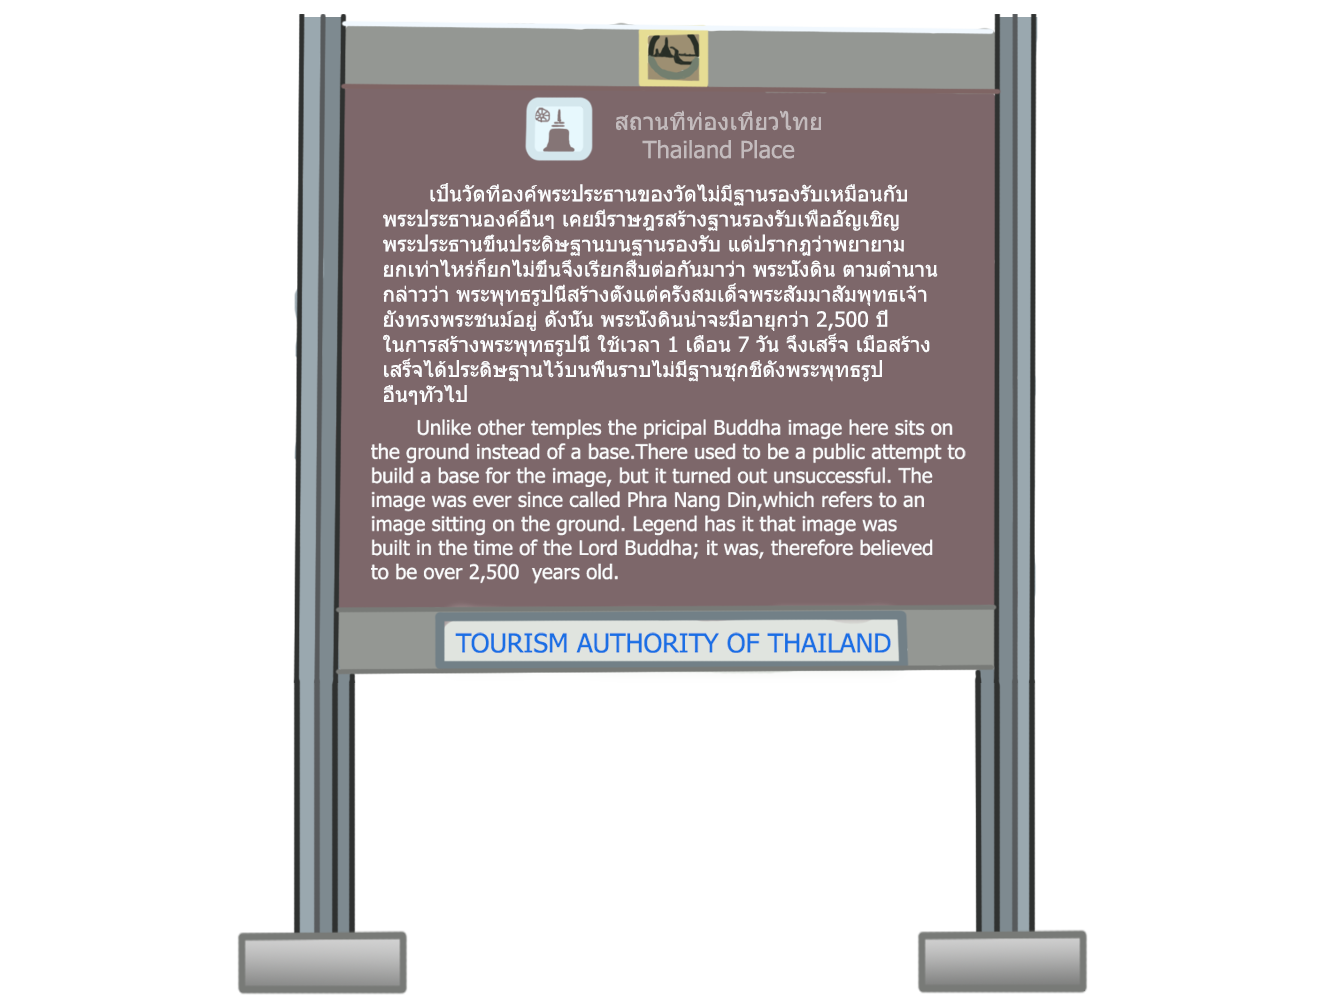 สถานที่ท่องเที่ยวไทย
Thailand Place
เป็นวัดที่องค์พระประธานของวัดไม่มีฐานรองรับเหมือนกับ
พระประธานองค์อื่นๆ เคยมีราษฎรสร้างฐานรองรับเพื่ออัญเชิญ
พระประธานขึ้นประดิษฐานบนฐานรองรับ แต่ปรากฎว่าพยายาม
ยกเท่าไหร่ก็ยกไม่ขึ้นจึงเรียกสืบต่อกันมาว่า พระนั่งดิน ตามตำนาน
กล่าวว่า พระพุทธรูปนี้สร้างตั้งแต่ครั้งสมเด็จพระสัมมาสัมพุทธเจ้า
ยังทรงพระชนม์อยู่ ดังนั้น พระนั่งดินน่าจะมีอายุกว่า 2,500 ปี
ในการสร้างพระพุทธรูปนี้ ใช้เวลา 1 เดือน 7 วัน จึงเสร็จ เมื่อสร้าง
เสร็จได้ประดิษฐานไว้บนพื้นราบไม่มีฐานชุกชีดังพระพุทธรูป
อื่นๆทั่วไป
Unlike other temples the pricipal Buddha image here sits on
the ground instead of a base.There used to be a public attempt to
build a base for the image, but it turned out unsuccessful. The
image was ever since called Phra Nang Din,which refers to an
image sitting on the ground. Legend has it that image was
built in the time of the Lord Buddha; it was, therefore believed
to be over 2,500 years old.
TOURISM AUTHORITY OF THAILAND